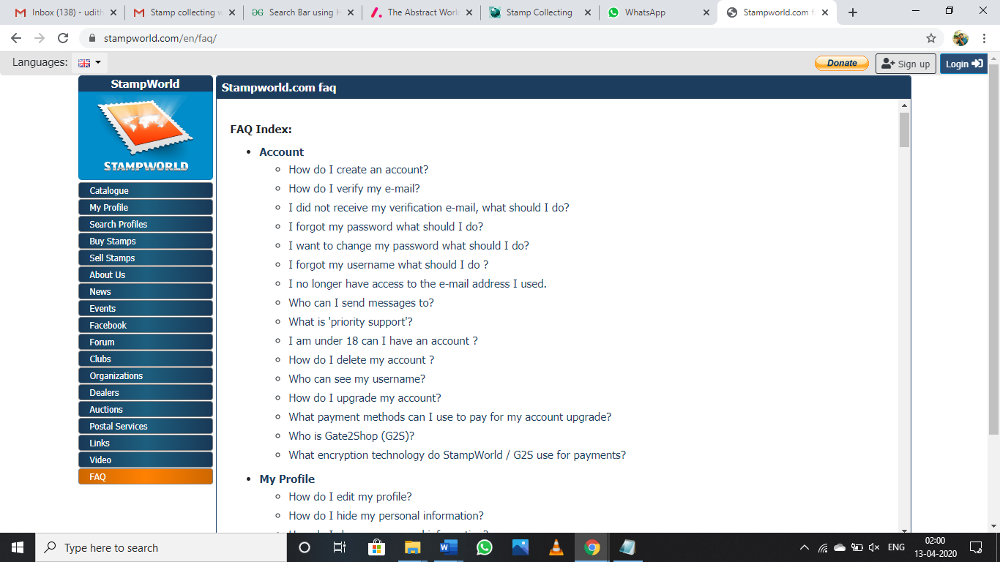 Inbox (138) - udith
Stamp collecting w
Search Bar using H
The Abstract World
Stamp Collecting
WhatsApp
Stampworld.com f
stampworld.com/en/faq/
Languages:
Donate
Sign up
Login
StampWorld
STAMPWORLD
Catalogue
My Profile
Search Profiles
Buy Stamps
Sell Stamps
About Us
News
Events
Facebook
Forum
Clubs
Organizations
Dealers
Auctions
Postal Services
Links
Video
FAQ
Stampworld.com faq
FAQ Index:
Account
How do I create an account?
How do I verify my e-mail?
I did not receive my verification e-mail, what should I do?
I forgot my password what should I do?
I want to change my password what should I do?
I forgot my username what should I do ?
I no longer have access to the e-mail address I used.
Who can I send messages to?
What is 'priority support'?
I am under 18 can I have an account ?
How do I delete my account ?
Who can see my username?
How do I upgrade my account?
What payment methods can I use to pay for my account upgrade?
Who is Gate2Shop (G2S)?
What encryption technology do StampWorld / G2S use for payments?
My Profile
How do I edit my profile?
How do I hide my personal information?
Type here to search
ENG
02:00
13-04-2020